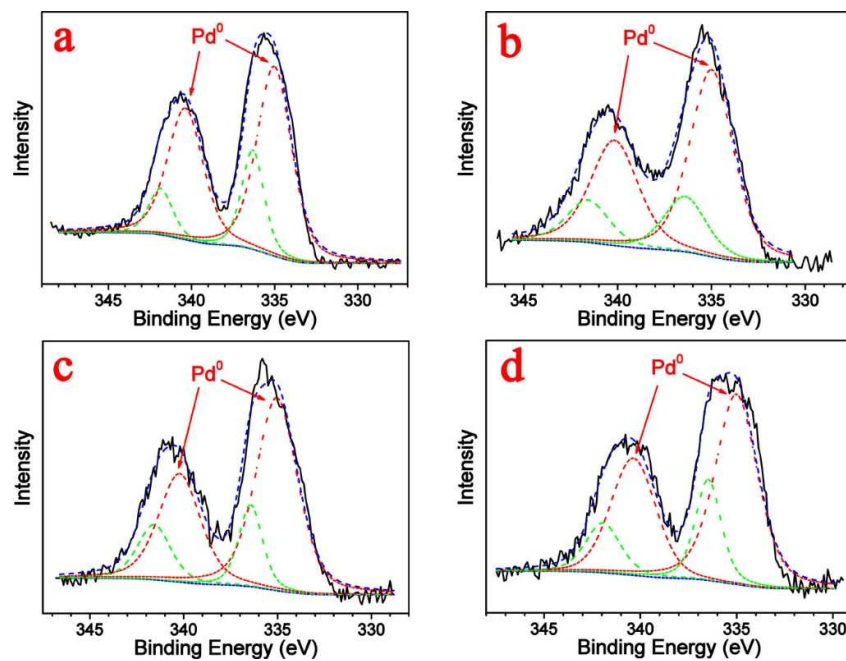 a
Pd⁰
Intensity
345 340 335 330
Binding Energy (eV)
b
Pd⁰
Intensity
345 340 335 330
Binding Energy (eV)
c
Pd⁰
Intensity
345 340 335 330
Binding Energy (eV)
d
Pd⁰
Intensity
345 340 335 330
Binding Energy (eV)